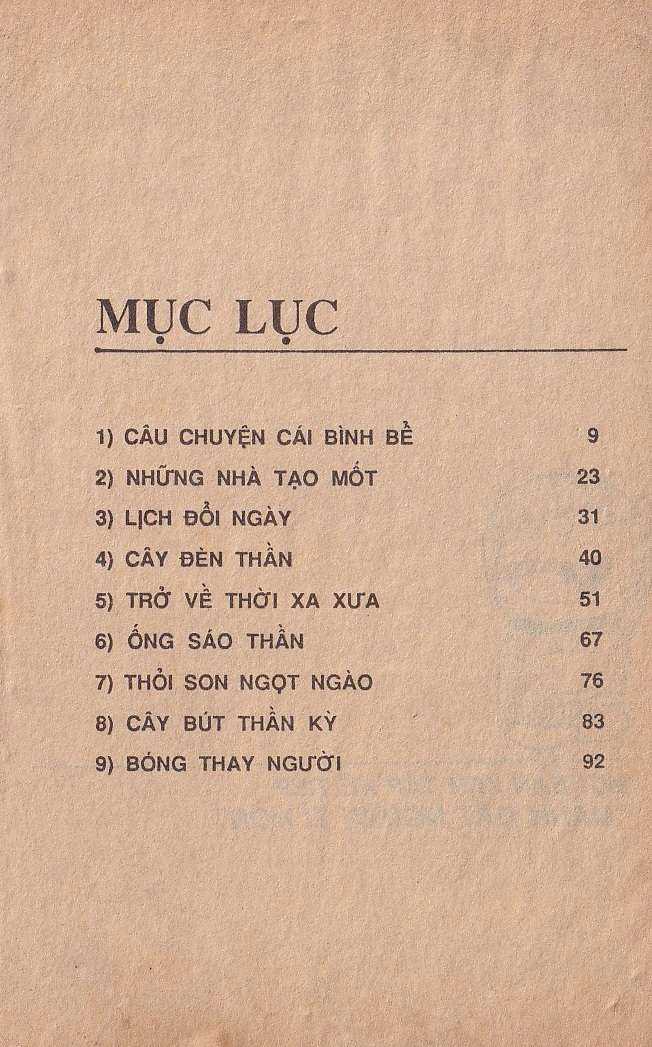 MỤC LỤC
1) CÂU CHUYỆN CÁI BÌNH BỂ 9
2) NHỮNG NHÀ TẠO MỐT 23
3) LỊCH ĐỔI NGÀY 31
4) CÂY ĐÈN THẦN 40
5) TRỞ VỀ THỜI XA XƯA 51
6) ỐNG SÁO THẦN 67
7) THỎI SON NGỌT NGÀO 76
8) CÂY BÚT THẦN KỲ 83
9) BÓNG THAY NGƯỜI 92